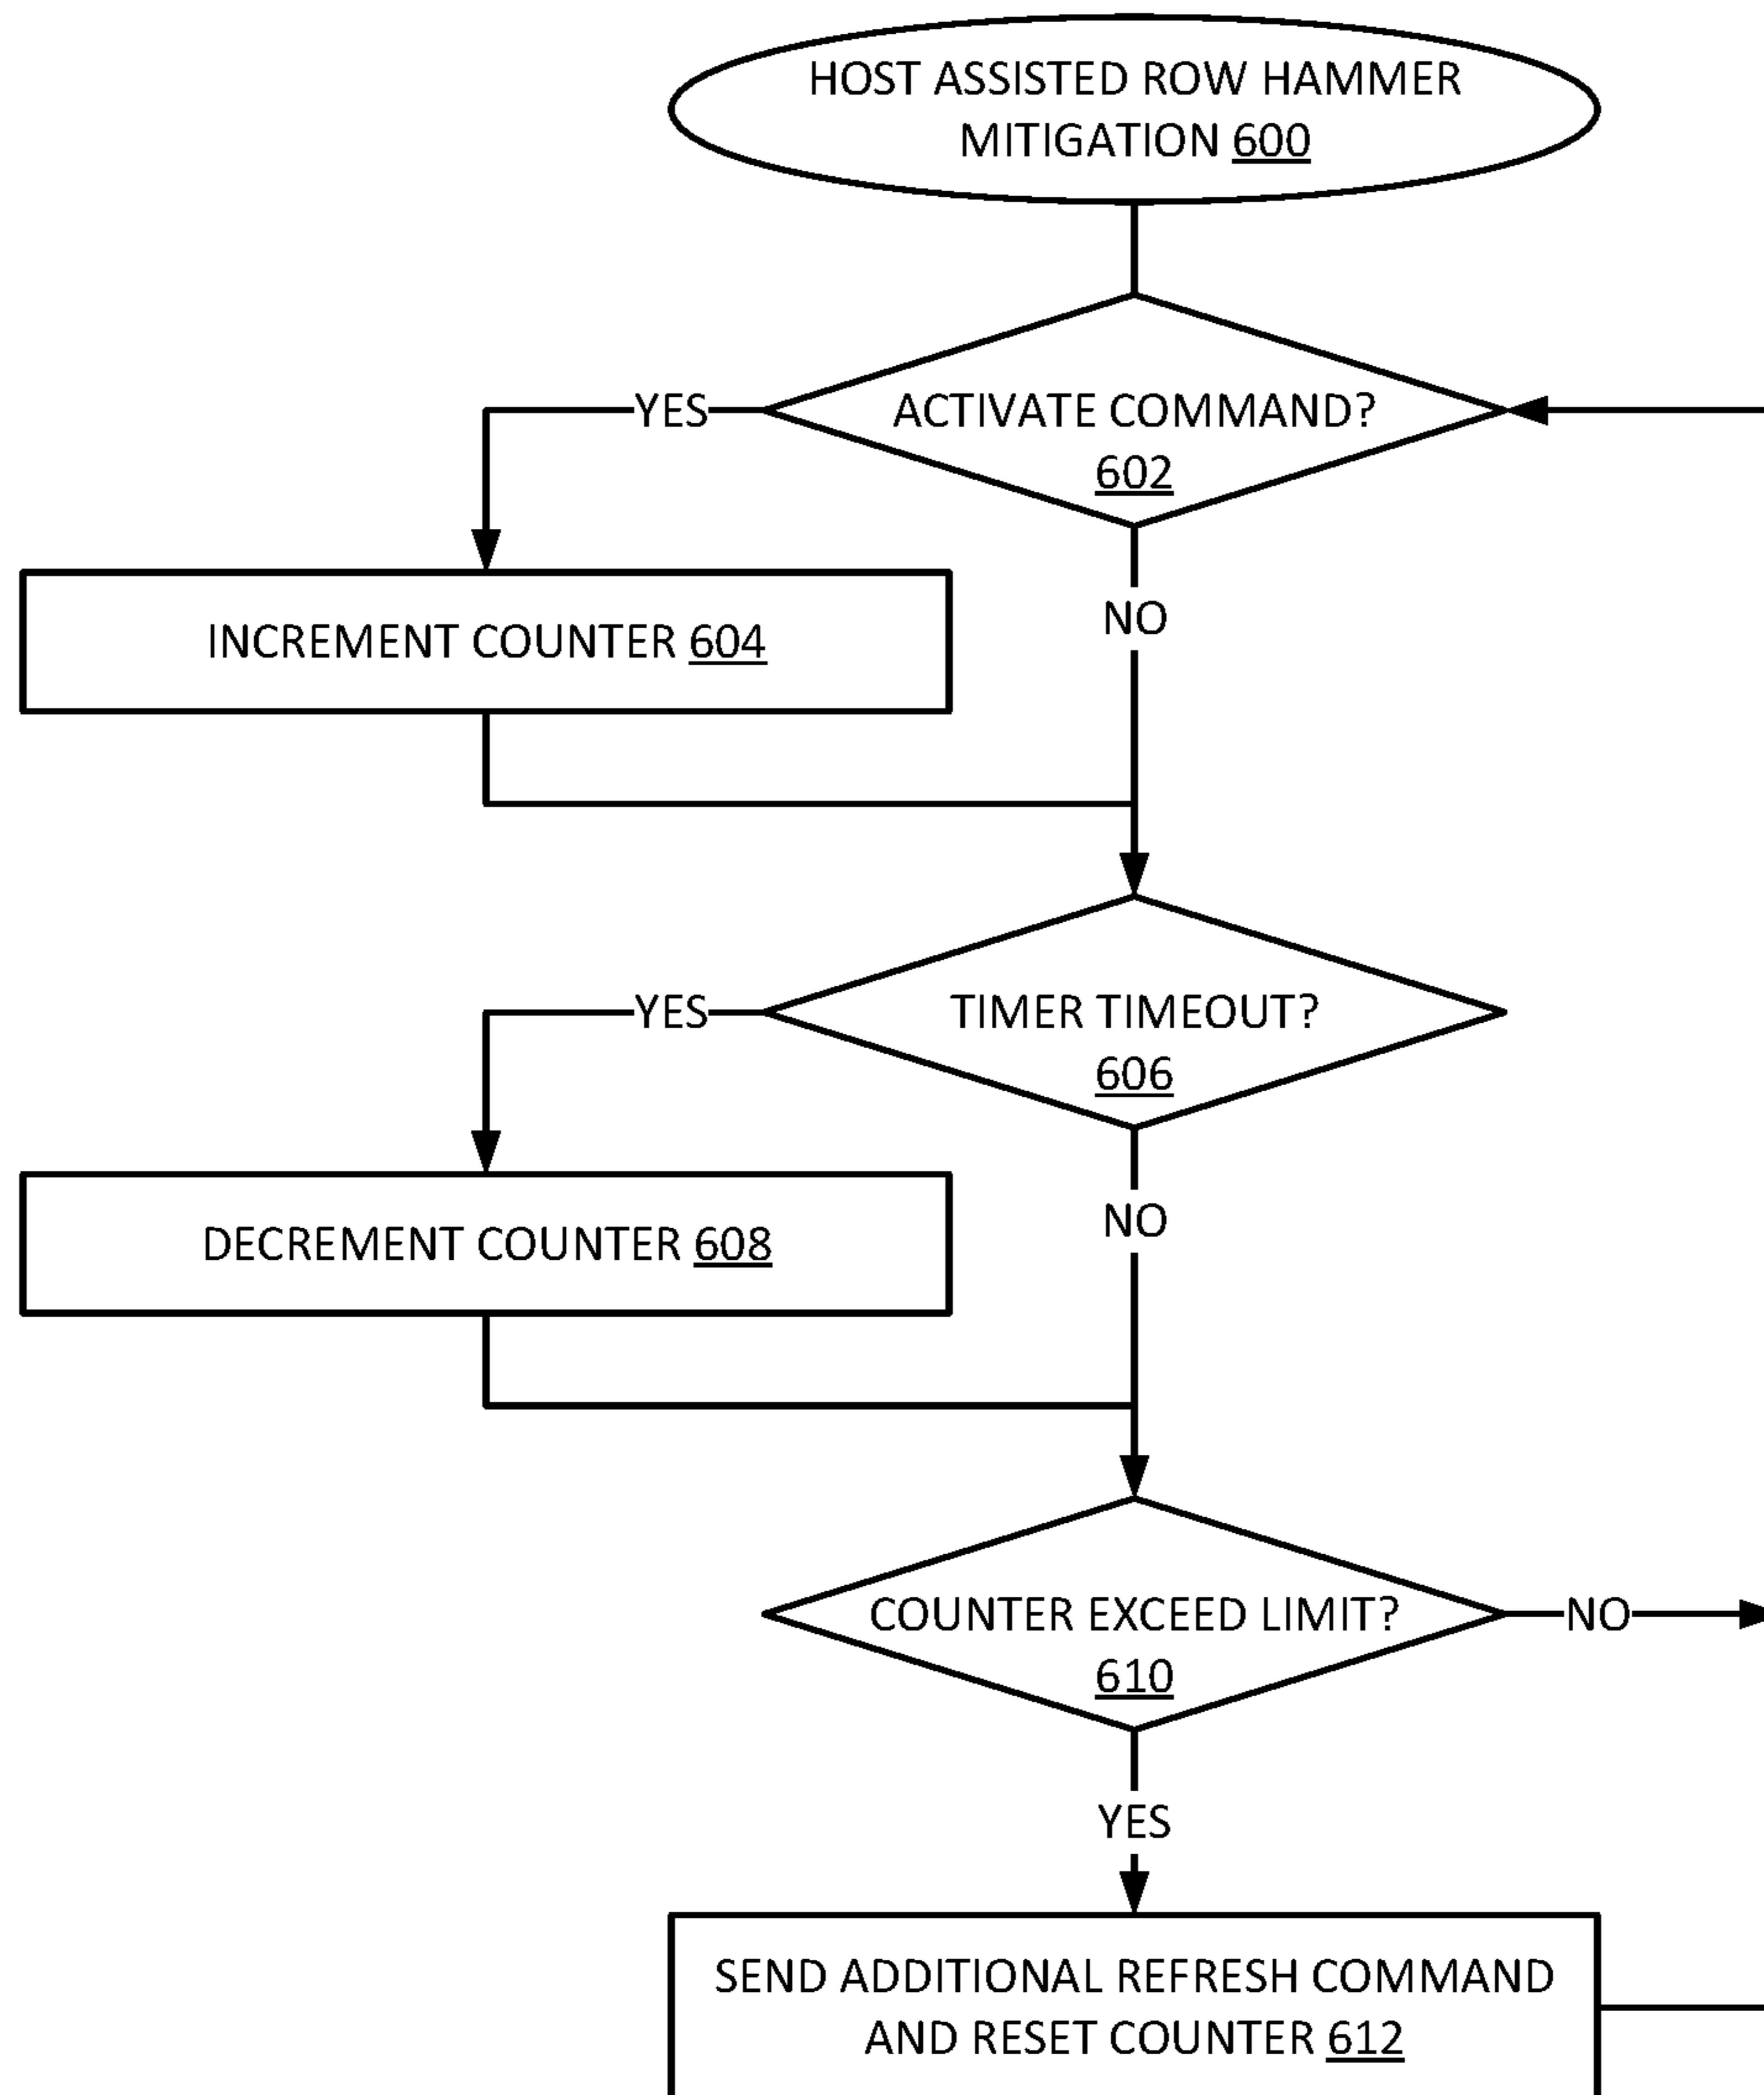 HOST ASSISTED ROW HAMMER
MITIGATION 600
ACTIVATE COMMAND?
602
YES
NO
INCREMENT COUNTER 604
TIMER TIMEOUT?
606
YES
NO
DECREMENT COUNTER 608
COUNTER EXCEED LIMIT?
610
NO
YES
SEND ADDITIONAL REFRESH COMMAND
AND RESET COUNTER 612